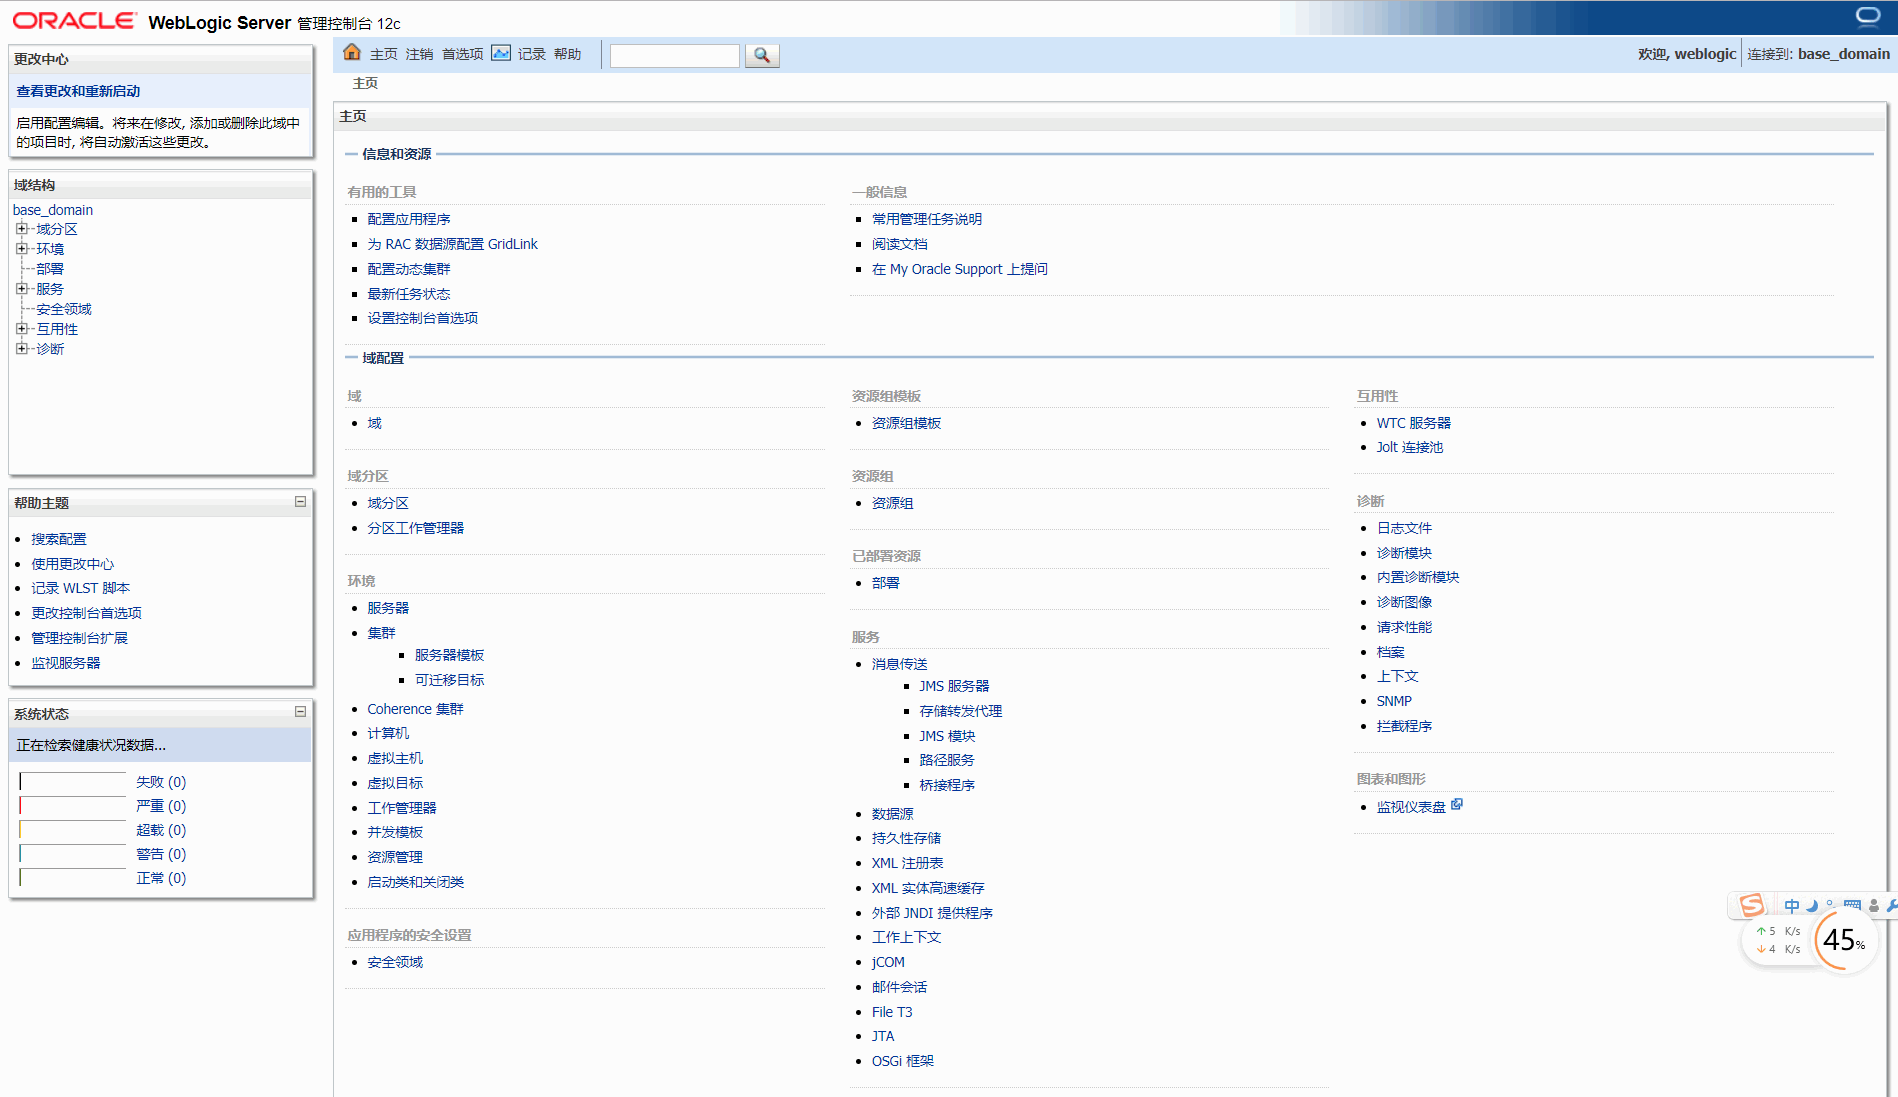 ORACLE WebLogic Server 管理控制台 12c
更改中心
查看更改和重新启动
启用配置编辑。将来在修改, 添加或删除此域中
的项目时, 将自动激活这些更改。
域结构
base_domain
域分区
环境
部署
服务
安全领域
互用性
诊断
帮助主题
搜索配置
使用更改中心
记录 WLST 脚本
更改控制台首选项
管理控制台扩展
监视服务器
系统状态
正在检索健康状况数据...
失败 (0)
严重 (0)
超载 (0)
警告 (0)
正常 (0)
主页 注销 首选项 记录 帮助
欢迎, weblogic 连接到: base_domain
主页
主页
信息和资源
有用的工具
配置应用程序
为 RAC 数据源配置 GridLink
配置动态集群
最新任务状态
设置控制台首选项
一般信息
常用管理任务说明
阅读文档
在 My Oracle Support 上提问
域配置
域
域
域分区
域分区
分区工作管理器
环境
服务器
集群
服务器模板
可迁移目标
Coherence 集群
计算机
虚拟主机
虚拟目标
工作管理器
并发模板
资源管理
启动类和关闭类
应用程序的安全设置
安全领域
资源组模板
资源组模板
资源组
资源组
已部署资源
部署
服务
消息传送
JMS 服务器
存储转发代理
JMS 模块
路径服务
桥接程序
数据源
持久性存储
XML 注册表
XML 实体高速缓存
外部 JNDI 提供程序
工作上下文
jCOM
邮件会话
File T3
JTA
OSGi 框架
互用性
WTC 服务器
Jolt 连接池
诊断
日志文件
诊断模块
内置诊断模块
诊断图像
请求性能
档案
上下文
SNMP
拦截程序
图表和图形
监视仪表盘
中
5 K/s
4 K/s
45%